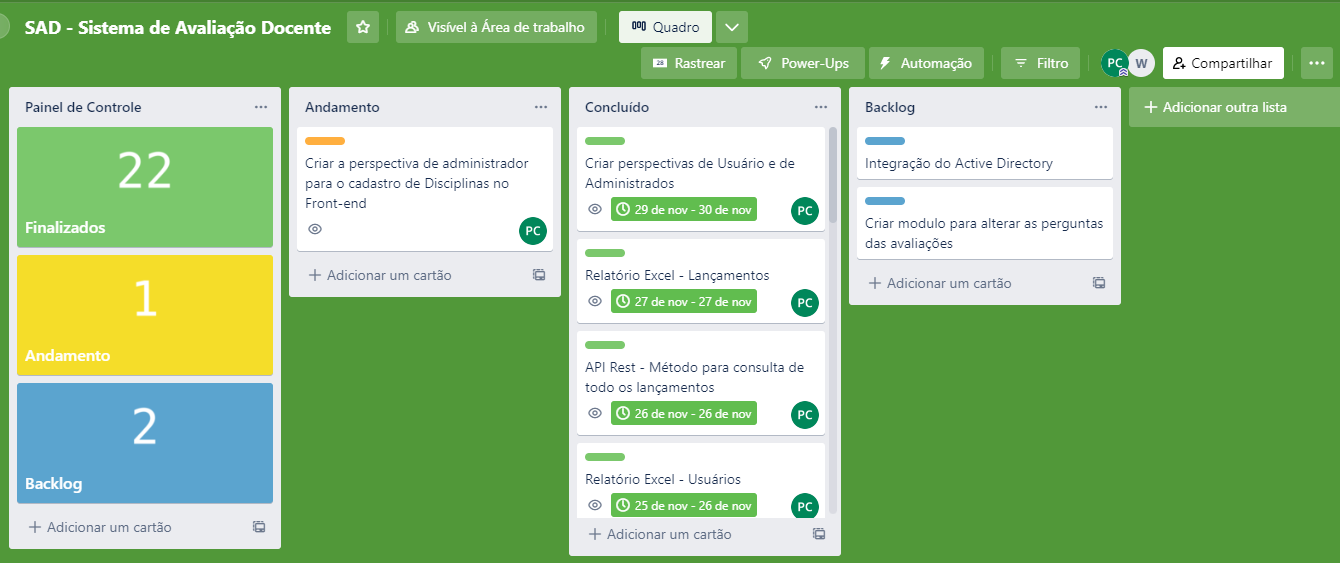 SAD - Sistema de Avaliação Docente
Visível à Área de trabalho
Quadro
28
Rastrear
Power-Ups
Automação
Filtro
PC
W
Compartilhar
Painel de Controle
22
Finalizados
1
Andamento
2
Backlog
+ Adicionar um cartão
Andamento
Criar a perspectiva de administrador
para o cadastro de Disciplinas no
Front-end
PC
+ Adicionar um cartão
Concluído
Criar perspectivas de Usuário e de
Administrados
29 de nov - 30 de nov
PC
Relatório Excel - Lançamentos
27 de nov - 27 de nov
PC
API Rest - Método para consulta de
todo os lançamentos
26 de nov - 26 de nov
PC
Relatório Excel - Usuários
25 de nov - 26 de nov
PC
+ Adicionar um cartão
Backlog
Integração do Active Directory
Criar modulo para alterar as perguntas
das avaliações
+ Adicionar um cartão
+ Adicionar outra lista